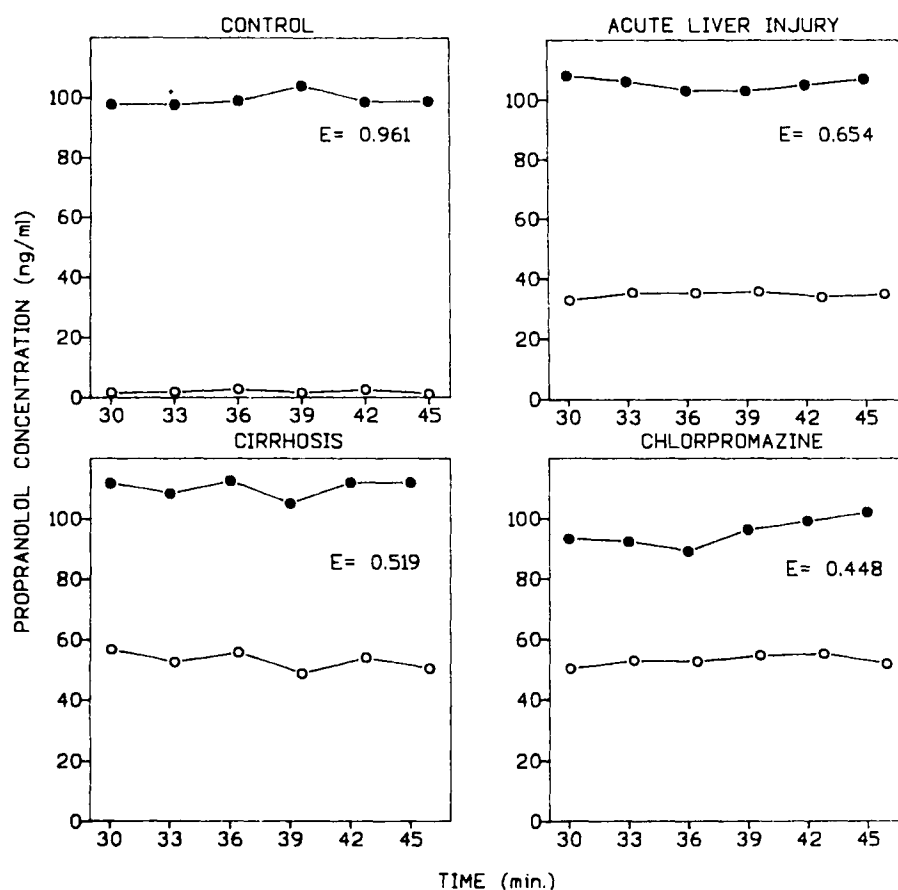 CONTROL
ACUTE LIVER INJURY
100
80
60
40
20
0
E= 0.961
30 33 36 39 42 45
100
80
60
40
20
0
E= 0.654
30 33 36 39 42 45
CIRRHOSIS
CHLORPROMAZINE
100
80
60
40
20
0
E= 0.519
30 33 36 39 42 45
100
80
60
40
20
0
E= 0.448
30 33 36 39 42 45
PROPRANOLOL CONCENTRATION (ng/ml)
TIME (min.)